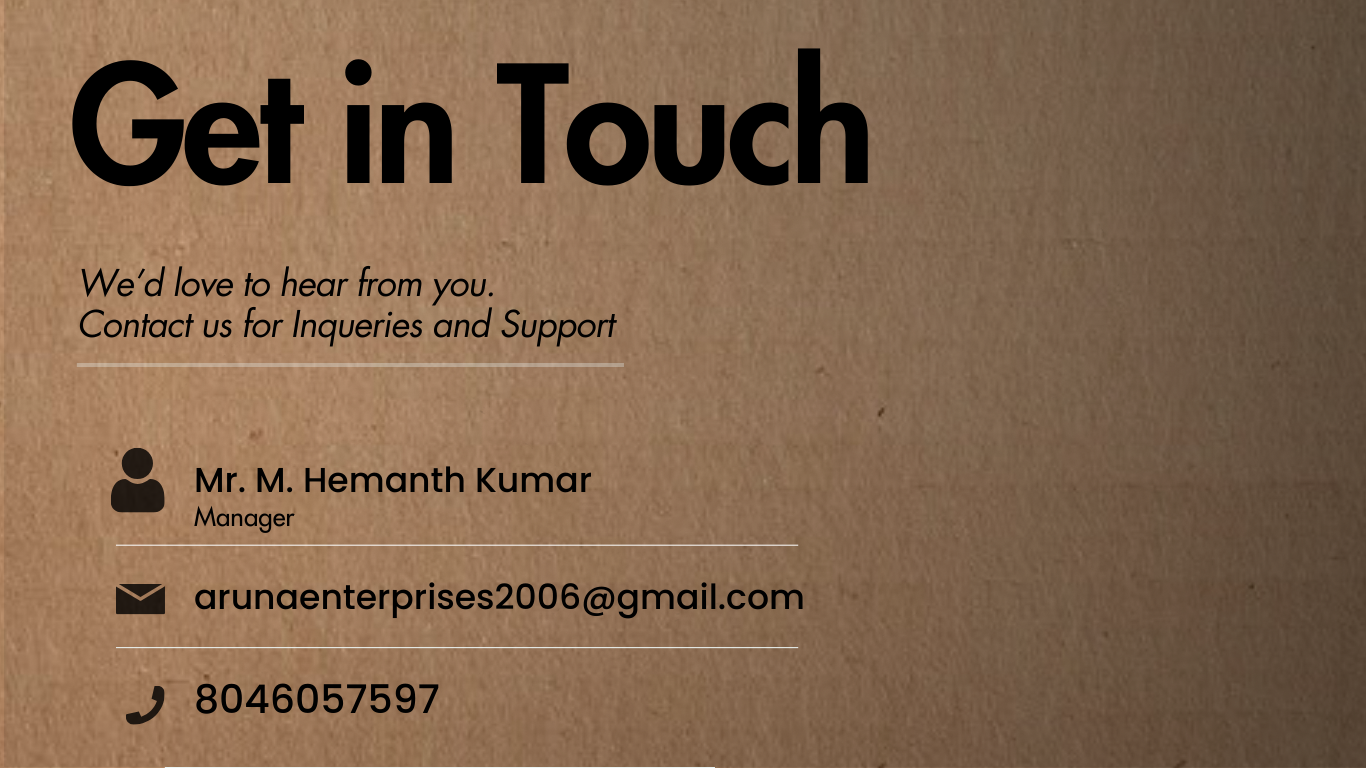 Get in Touch
We’d love to hear from you.
Contact us for Inqueries and Support
Mr. M. Hemanth Kumar
Manager
arunaenterprises2006@gmail.com
8046057597